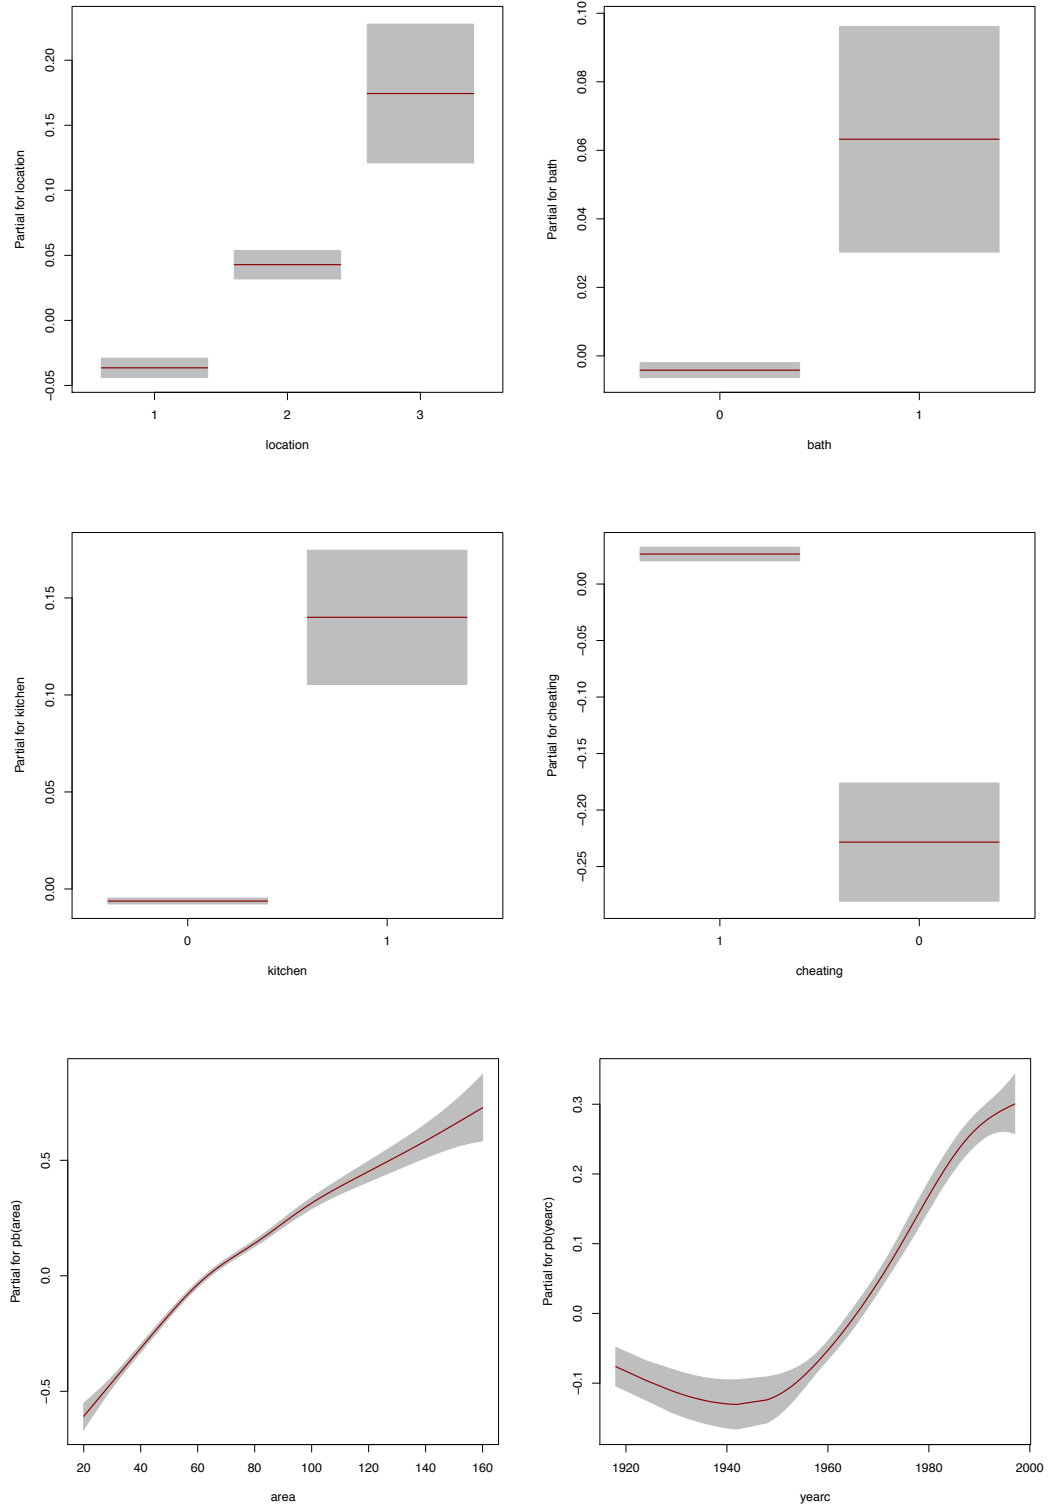 Partial for location
0.20
0.15
0.10
0.05
0.00
−0.05
1 2 3
location
Partial for bath
0.10
0.08
0.06
0.04
0.02
0.00
0 1
bath
Partial for kitchen
0.15
0.10
0.05
0.00
0 1
kitchen
Partial for cheating
0.00
−0.05
−0.10
−0.15
−0.20
−0.25
1 0
cheating
Partial for pb(area)
0.5
0.0
−0.5
20 40 60 80 100 120 140 160
area
Partial for pb(yearc)
0.3
0.2
0.1
0.0
−0.1
1920 1940 1960 1980 2000
yearc